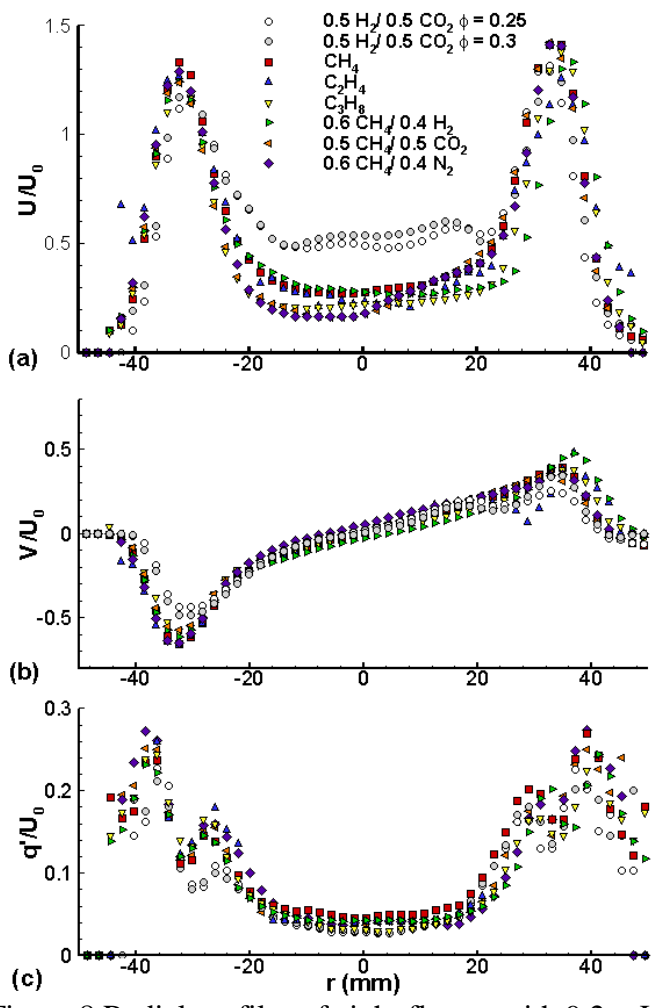 1.5
1
0.5
0
U/U0
0.5 H2/ 0.5 CO2 ϕ = 0.25
0.5 H2/ 0.5 CO2 ϕ = 0.3
CH4
C2H4
C3H8
0.6 CH4/ 0.4 H2
0.5 CH4/ 0.5 CO2
0.6 CH4/ 0.4 N2
(a)
-40 -20 0 20 40
0.5
0
-0.5
V/U0
(b)
-40 -20 0 20 40
0.3
0.2
0.1
0
q'/U0
(c)
-40 -20 0 20 40
r (mm)